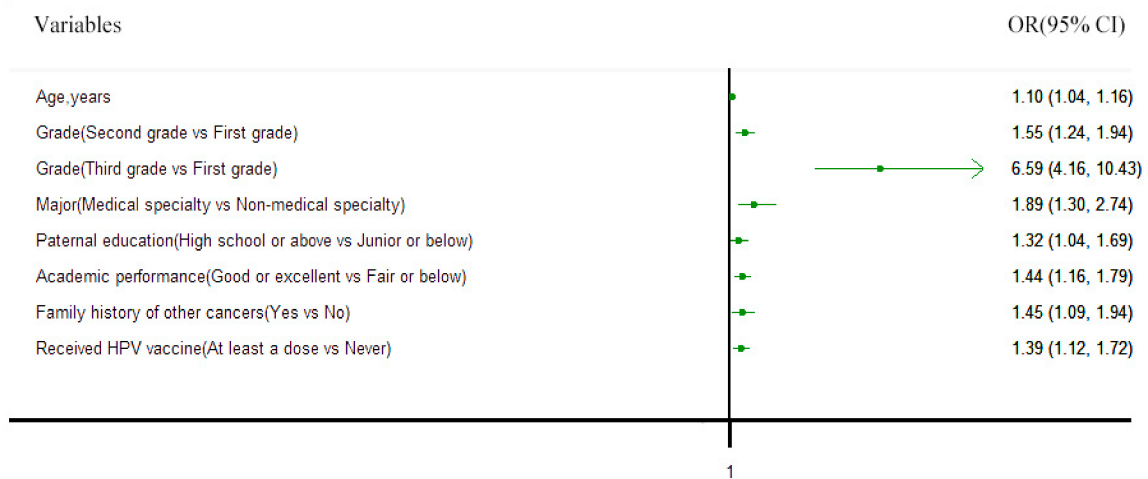 Variables OR(95% CI)
Age,years 1.10 (1.04, 1.16)
Grade(Second grade vs First grade) 1.55 (1.24, 1.94)
Grade(Third grade vs First grade) 6.59 (4.16, 10.43)
Major(Medical specialty vs Non-medical specialty) 1.89 (1.30, 2.74)
Paternal education(High school or above vs Junior or below) 1.32 (1.04, 1.69)
Academic performance(Good or excellent vs Fair or below) 1.44 (1.16, 1.79)
Family history of other cancers(Yes vs No) 1.45 (1.09, 1.94)
Received HPV vaccine(At least a dose vs Never) 1.39 (1.12, 1.72)
1